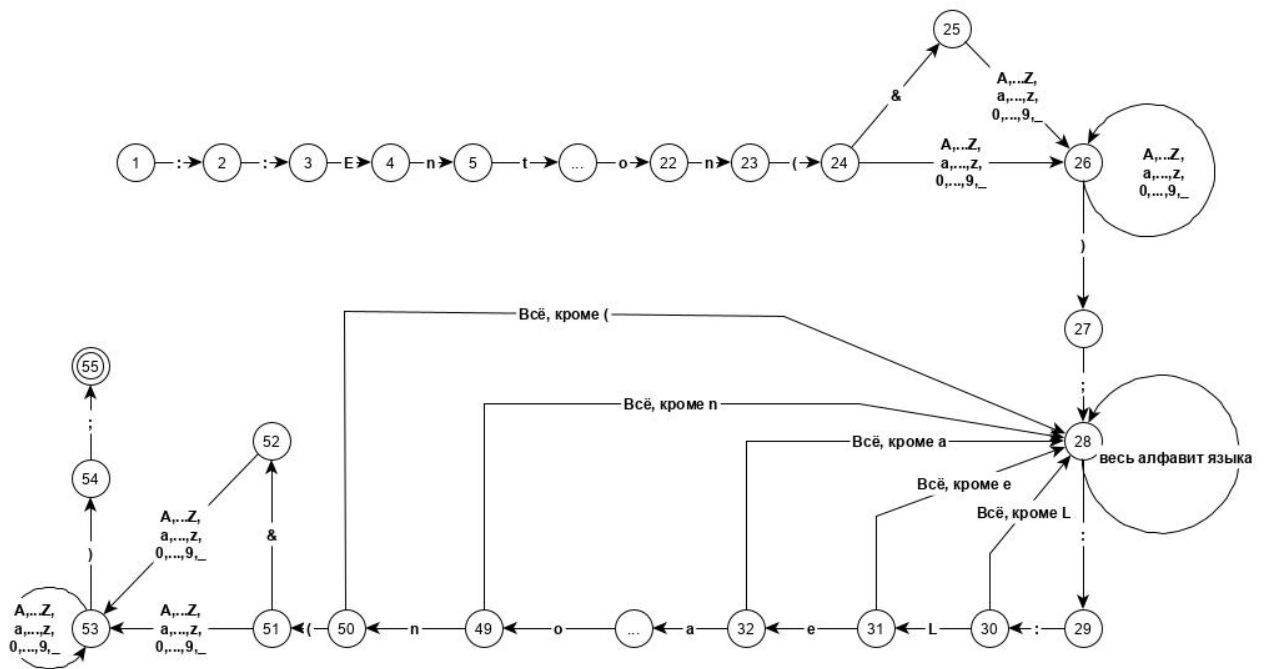 25
&
A,...Z,
a,...,z,
0,...,9,_
1 : 2 : 3 E 4 n 5 t ... o 22 n 23 ( 24
A,...Z,
a,...,z,
0,...,9,_
26
A,...Z,
a,...,z,
0,...,9,_
)
27
;
Всё, кроме (
55
;
54
)
Всё, кроме n
52
&
A,...Z,
a,...,z,
0,...,9,_
Всё, кроме a
28
весь алфавит языка
Всё, кроме e
Всё, кроме L
:
A,...Z,
a,...,z,
0,...,9,_
53
A,...Z,
a,...,z,
0,...,9,_
51 ( 50 n 49 o ... a 32 e 31 L 30 : 29